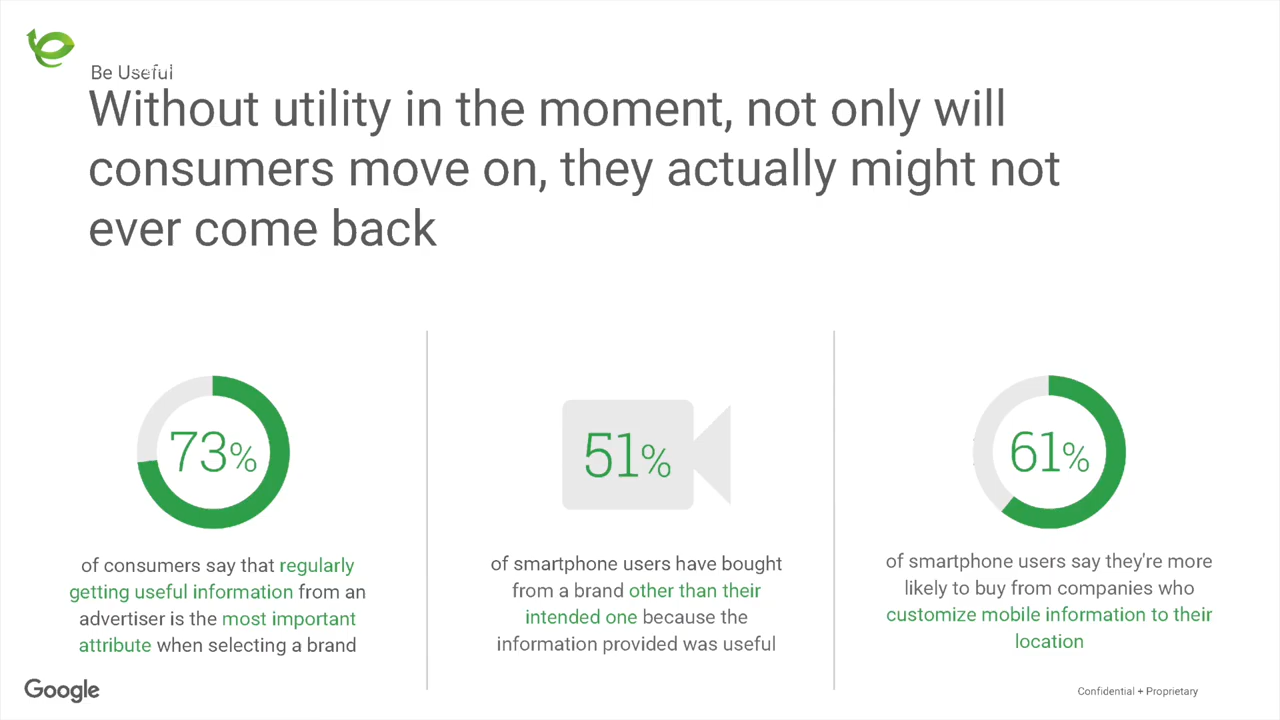 Be Useful
Without utility in the moment, not only will
consumers move on, they actually might not
ever come back
73%
of consumers say that regularly
getting useful information from an
advertiser is the most important
attribute when selecting a brand
51%
of smartphone users have bought
from a brand other than their
intended one because the
information provided was useful
61%
of smartphone users say they're more
likely to buy from companies who
customize mobile information to their
location
Google
Confidential + Proprietary